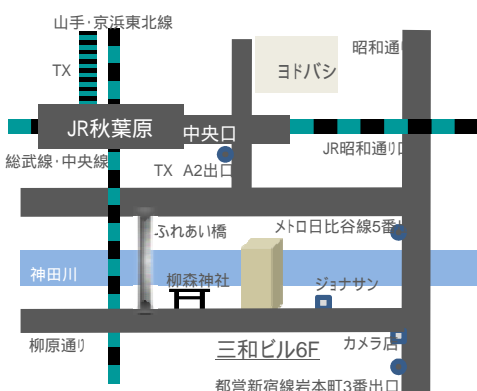 山手・京浜東北線
昭和通り
TX
ヨドバシ
JR秋葉原
中央口
JR昭和通り口
総武線・中央線
TX A2出口
ふれあい橋
メトロ日比谷線5番
神田川
柳森神社
ジョナサン
柳原通り
三和ビル6F
カメラ店
都営新宿線岩本町3番出口